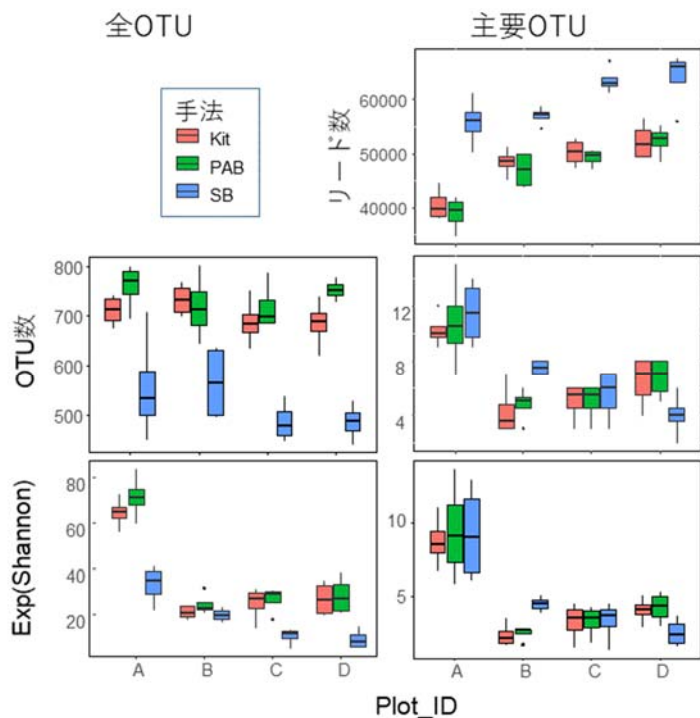 全OTU
主要OTU
手法
Kit
PAB
SB
リード数
60000
50000
40000
OTU数
800
700
600
500
12
8
4
Exp(Shannon)
80
60
40
20
10
5
A B C D
A B C D
Plot_ID